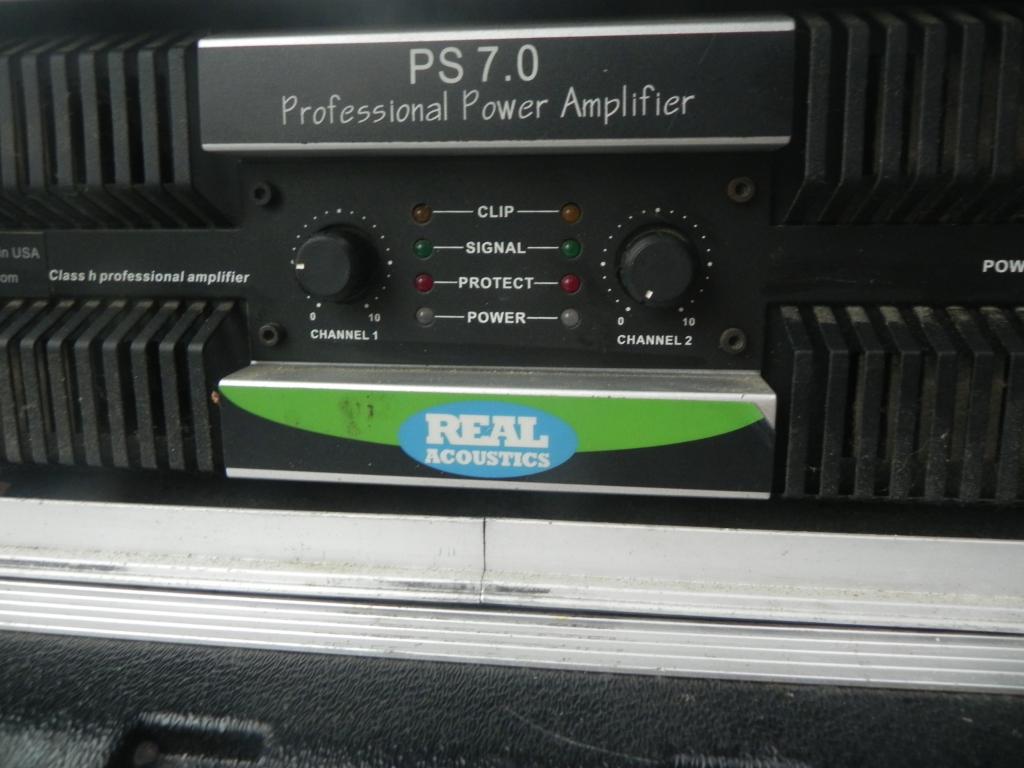 PS 7.0
Professional Power Amplifier
CLIP
SIGNAL
PROTECT
POWER
in USA
om
Class h professional amplifier
POW
0 10
CHANNEL 1
0 10
CHANNEL 2
REAL
ACOUSTICS